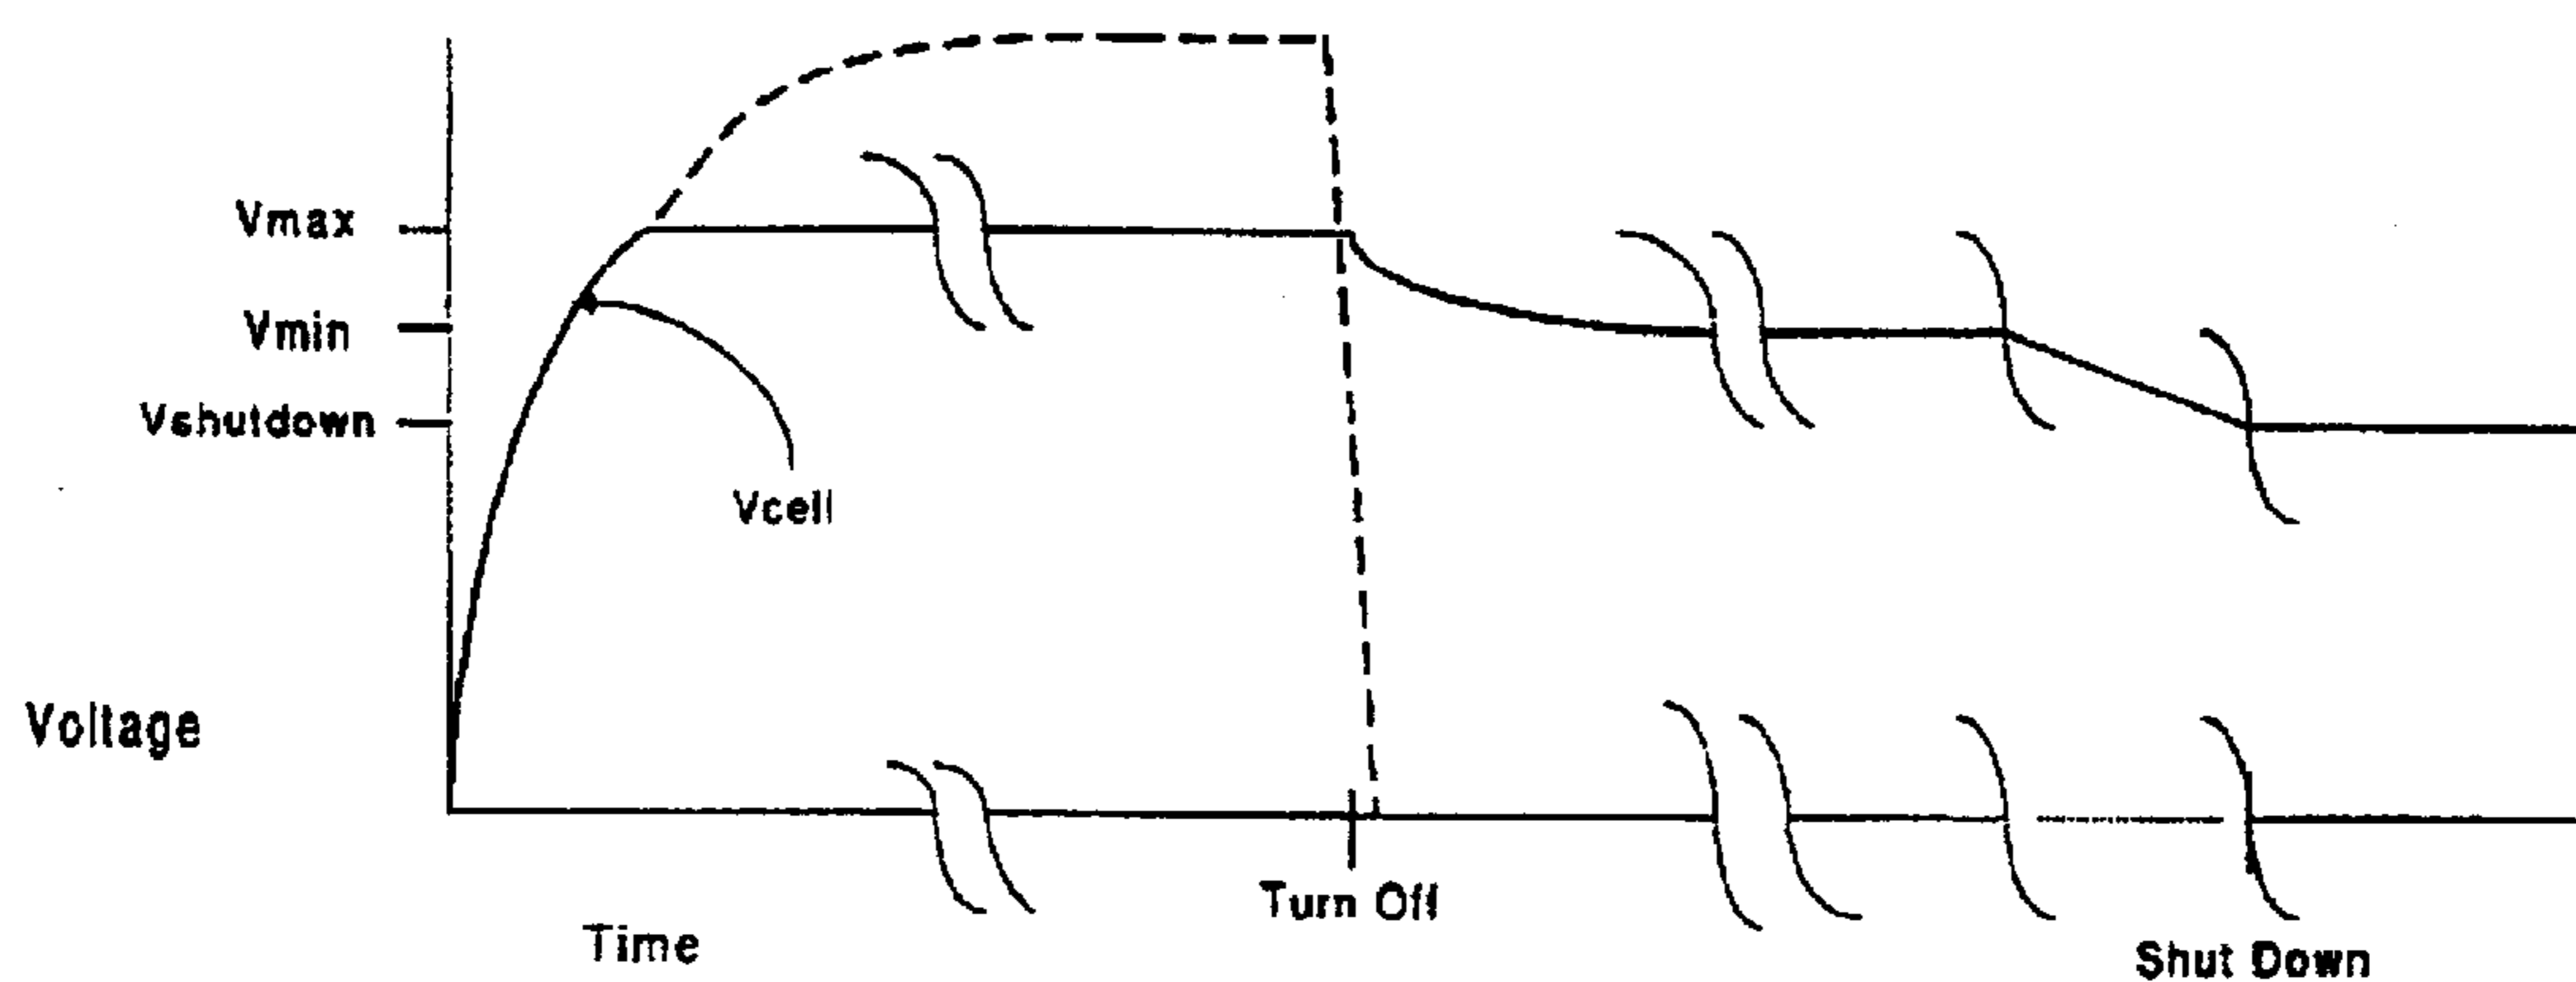 Vmax
Vmin
Vshutdown
Vcell
Voltage
Turn Off
Time
Shut Down